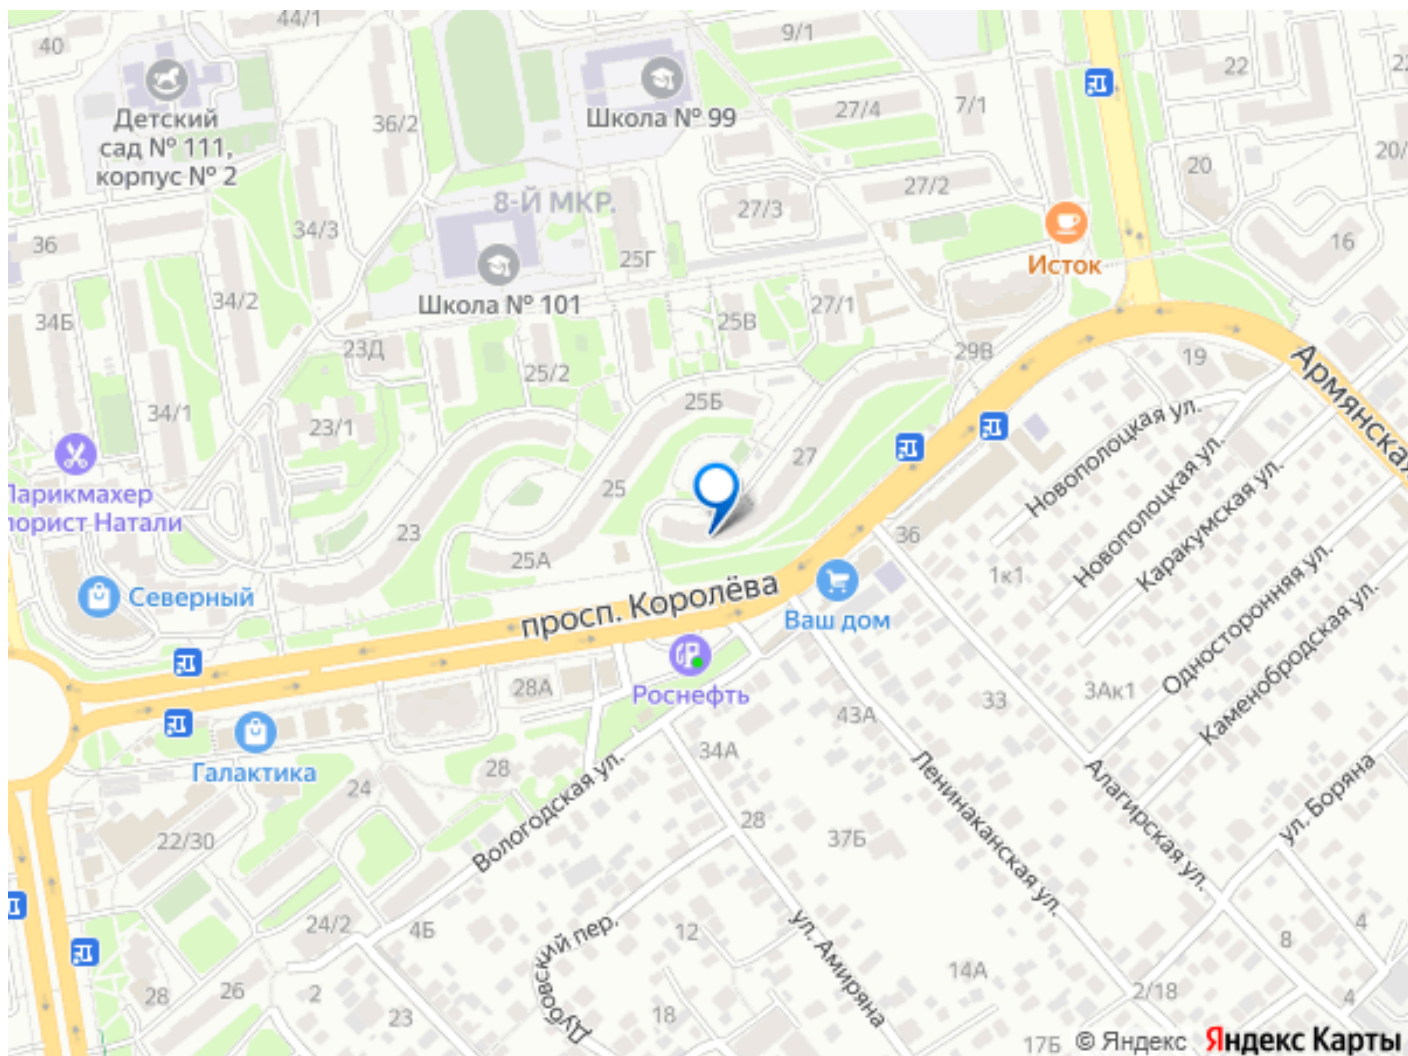 44/1
40
9/1
22
Детский
сад № 111,
корпус № 2
36/2
Школа № 99
27/4
7/1
20
20/
8-Й МКР.
27/2
27/3
34/3
36
25Г
16
Исток
34/2
Школа № 101
34Б
23Д
25В
27/1
29В
19
Армянская
25/2
34/1
23/1
25Б
27
Новополоцкая ул.
Новополоцкая ул.
Каракумская ул.
Парикмахер
лорист Натали
25
23
25А
36
1к1
Односторонняя ул.
Каменобродская ул.
Северный
просп. Королёва
Ваш дом
Роснефть
28А
33
3Ак1
43А
34А
Галактика
24
28
Вологодская ул.
Ленинаканская ул.
Алагирская ул.
ул. Боряна
22/30
28
37Б
24/2
4Б
Дубовский пер.
12
ул. Амиряна
14А
8
4
28
26
2
23
18
2/18
4
17Б
© Яндекс Яндекс Карты